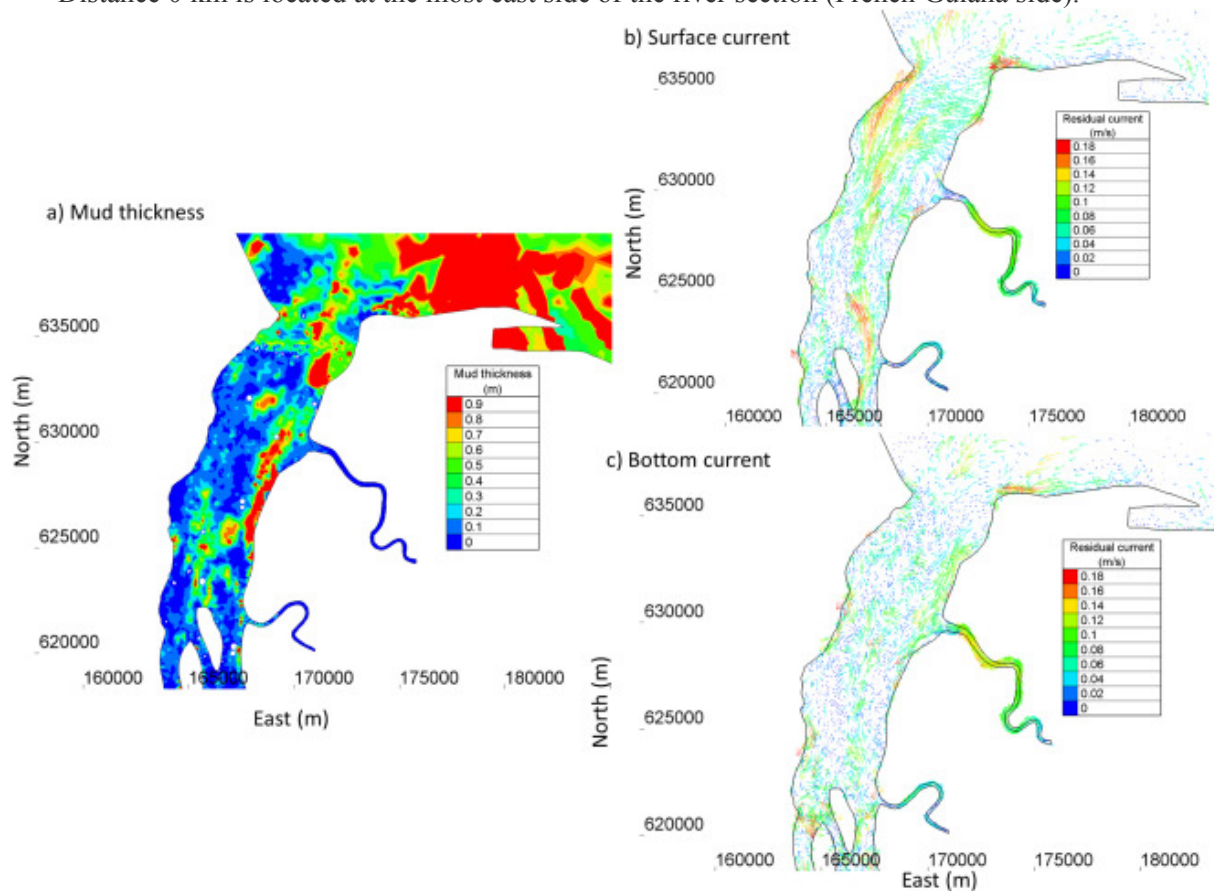 Distance 0 km is located at the most east side of the river section (French Guiana side).
b) Surface current
635000
630000
625000
620000
North (m)
Residual current
(m/s)
0.18
0.16
0.14
0.12
0.1
0.08
0.06
0.04
0.02
0
160000 165000 170000 175000 180000
a) Mud thickness
635000
630000
625000
620000
North (m)
Mud thickness
(m)
0.9
0.8
0.7
0.6
0.5
0.4
0.3
0.2
0.1
0
160000 165000 170000 175000 180000
East (m)
c) Bottom current
635000
630000
625000
620000
North (m)
Residual current
(m/s)
0.18
0.16
0.14
0.12
0.1
0.08
0.06
0.04
0.02
0
160000 165000 170000 175000 180000
East (m)